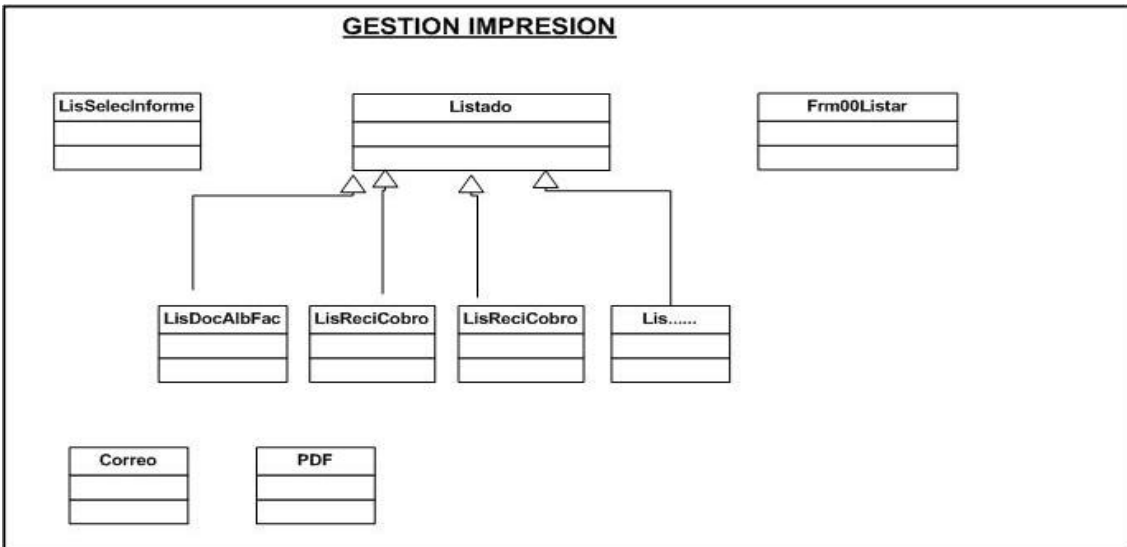 GESTION IMPRESION
LisSelecInforme
Listado
Frm00Listar
LisDocAlbFac
LisReciCobro
LisReciCobro
Lis......
Correo
PDF